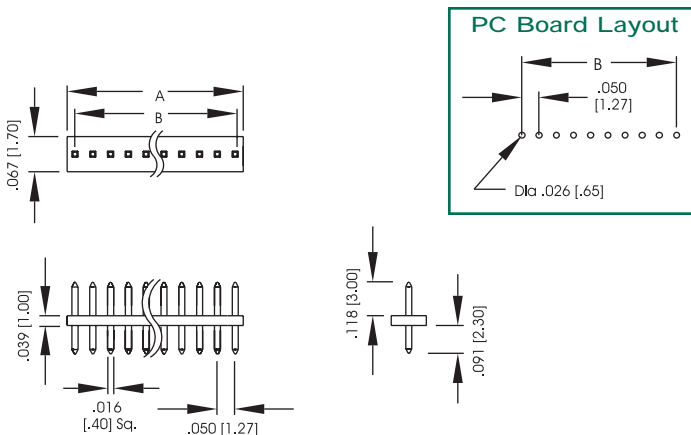 PC Board Layout
B
.050
[1.27]
Dia .026 [.65]
A
B
.067 [1.70]
.039 [1.00]
.016
[.40] Sq.
.050 [1.27]
.118 [3.00]
.091 [2.30]